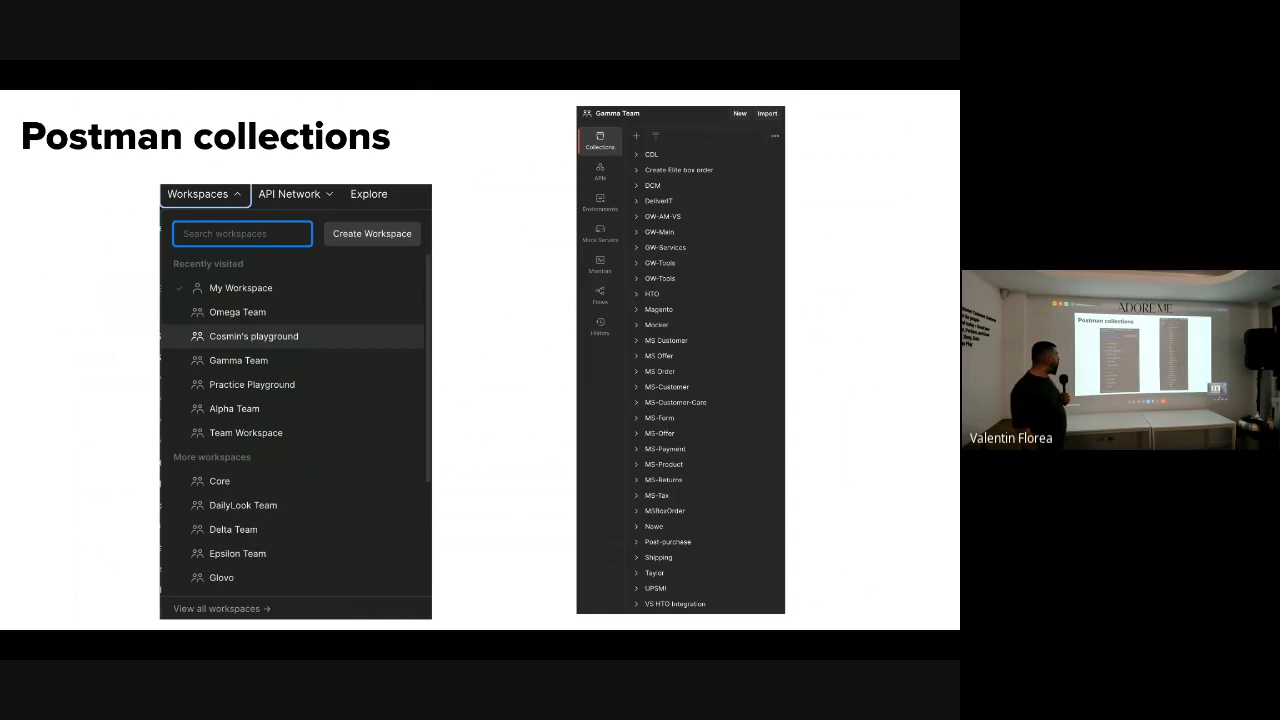 Postman collections
Workspaces
API Network
Explore
Search workspaces
Create Workspace
Recently visited
My Workspace
Omega Team
Cosmin's playground
Gamma Team
Practice Playground
Alpha Team
Team Workspace
More workspaces
Core
DailyLook Team
Delta Team
Epsilon Team
Glovo
View all workspaces →
Gamma Team
New
Import
Collections
APIs
Environments
Mock Servers
Monitors
Flows
History
COL
Create Elite box order
DCM
DeliverIT
GW-AM-VS
GW-Main
GW-Services
GW-Tools
GW-Tools
HTO
Magento
Mocker
MS Customer
MS Offer
MS Order
MS-Customer
MS-Customer-Care
MS-Form
MS-Offer
MS-Payment
MS-Product
MS-Returns
MS-Tax
MSBoxOrder
Nawe
Post-purchase
Shipping
Taylor
UPSMI
VS HTO Integration
ADORE ME
Postman collections
Valentin Florea